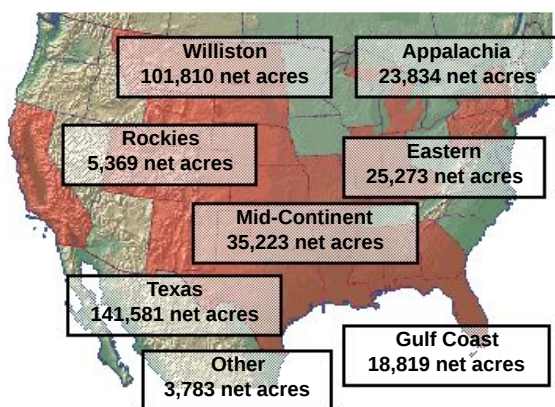 Williston
101,810 net acres
Appalachia
23,834 net acres
Rockies
5,369 net acres
Eastern
25,273 net acres
Mid-Continent
35,223 net acres
Texas
141,581 net acres
Gulf Coast
18,819 net acres
Other
3,783 net acres